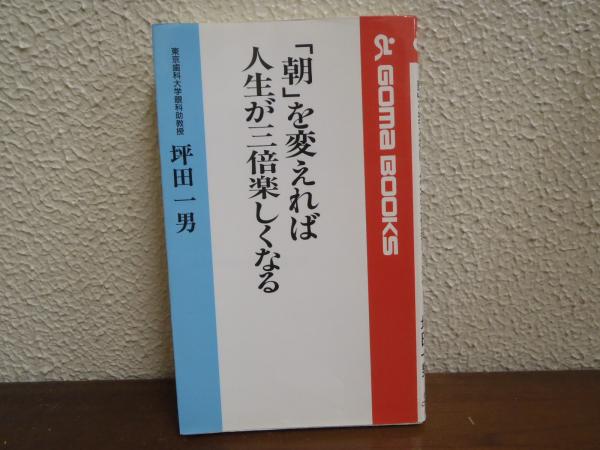 「朝」を変えれば
人生が三倍楽しくなる
東京歯科大学眼科助教授
坪田一男
GOMA BOOKS